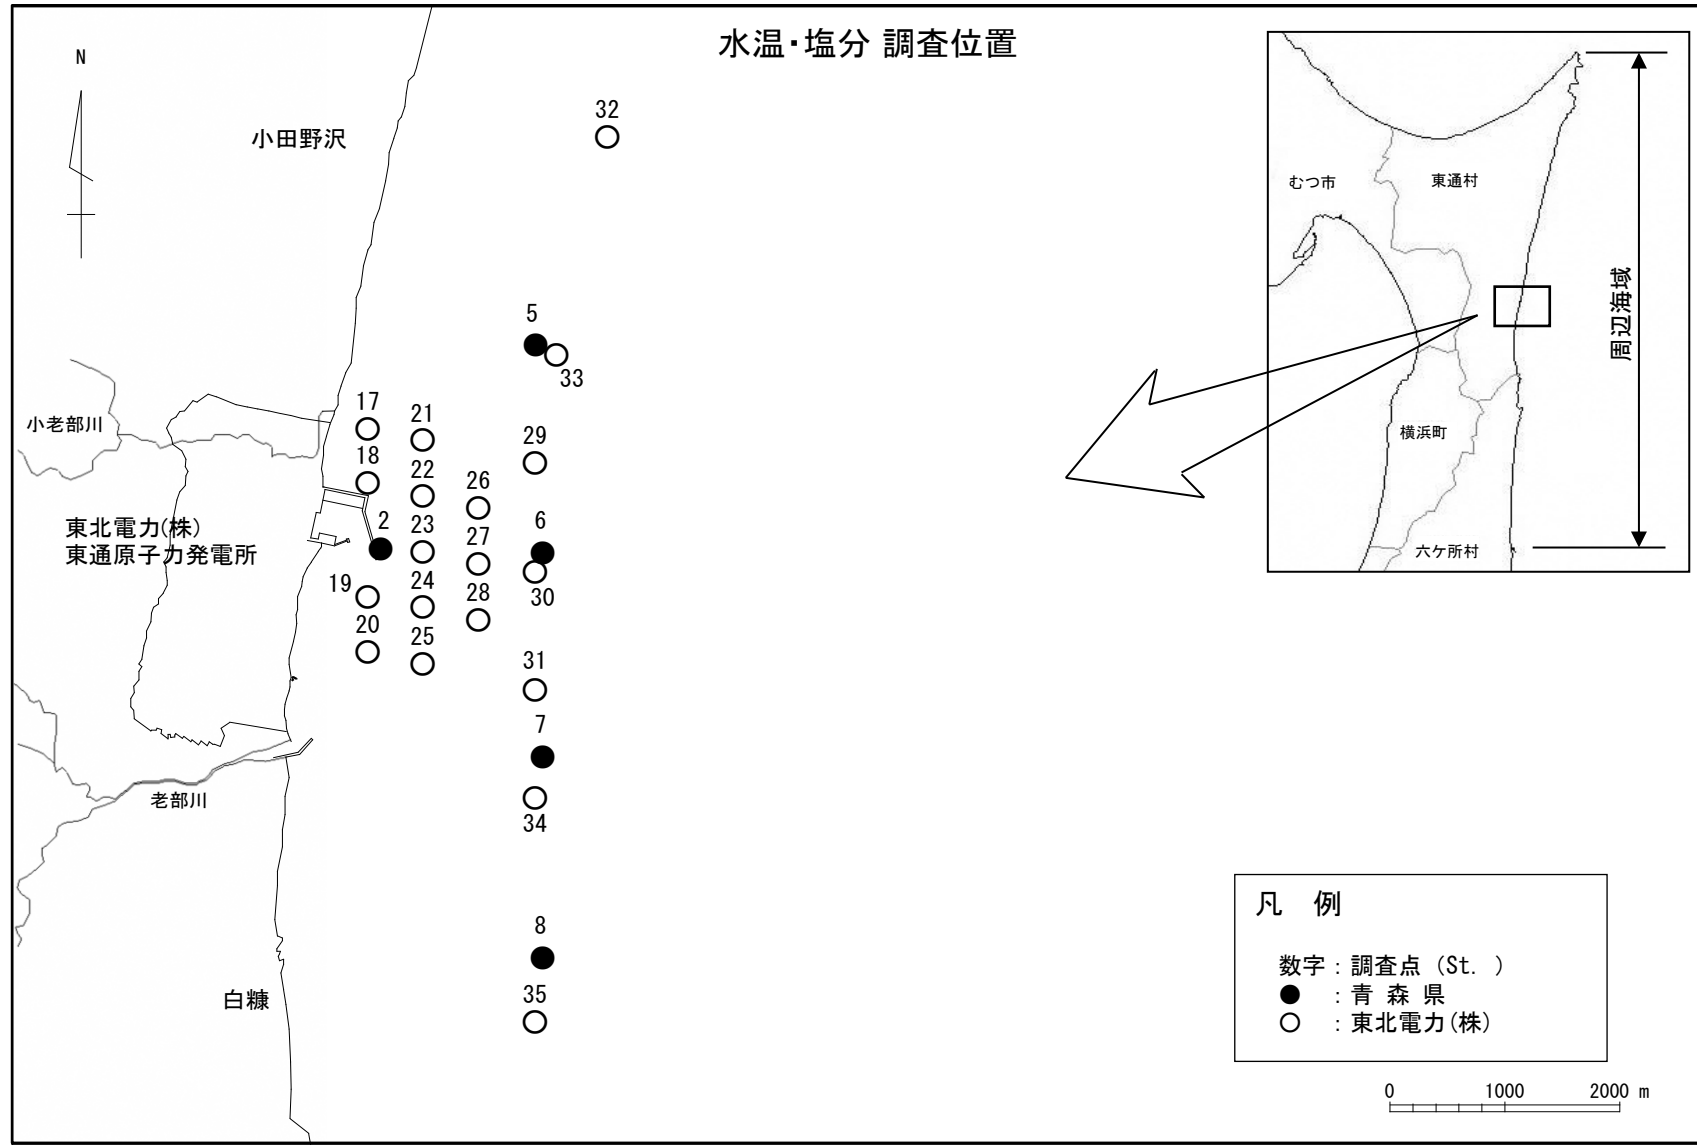 水温・塩分 調査位置
N
小田野沢
32
むつ市
東通村
周辺海域
5
33
17
21
小老部川
29
横浜町
18
22
26
2
23
27
6
東北電力(株)
東通原子力発電所
六ケ所村
19
24
28
30
20
25
31
7
老部川
34
8
凡 例
数字:調査点 (St. )
● :青 森 県
○ :東北電力(株)
白糠
35
0 1000 2000 m